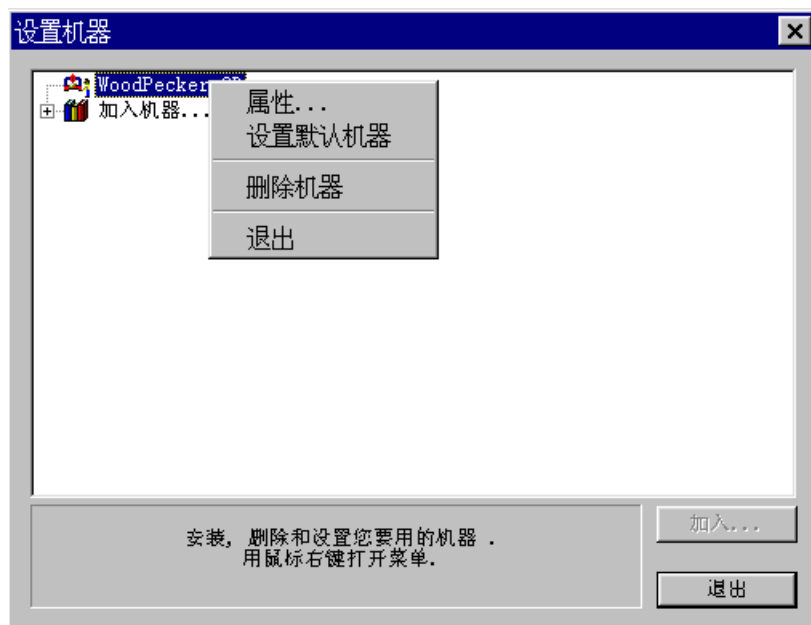 设置机器
WoodPecker
加入机器...
属性...
设置默认机器
删除机器
退出
安装, 删除和设置您要用的机器 .
用鼠标右键打开菜单.
加入...
退出